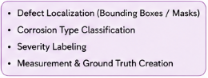 • Defect Localization (Bounding Boxes / Masks)
• Corrosion Type Classification
• Severity Labeling
• Measurement & Ground Truth Creation